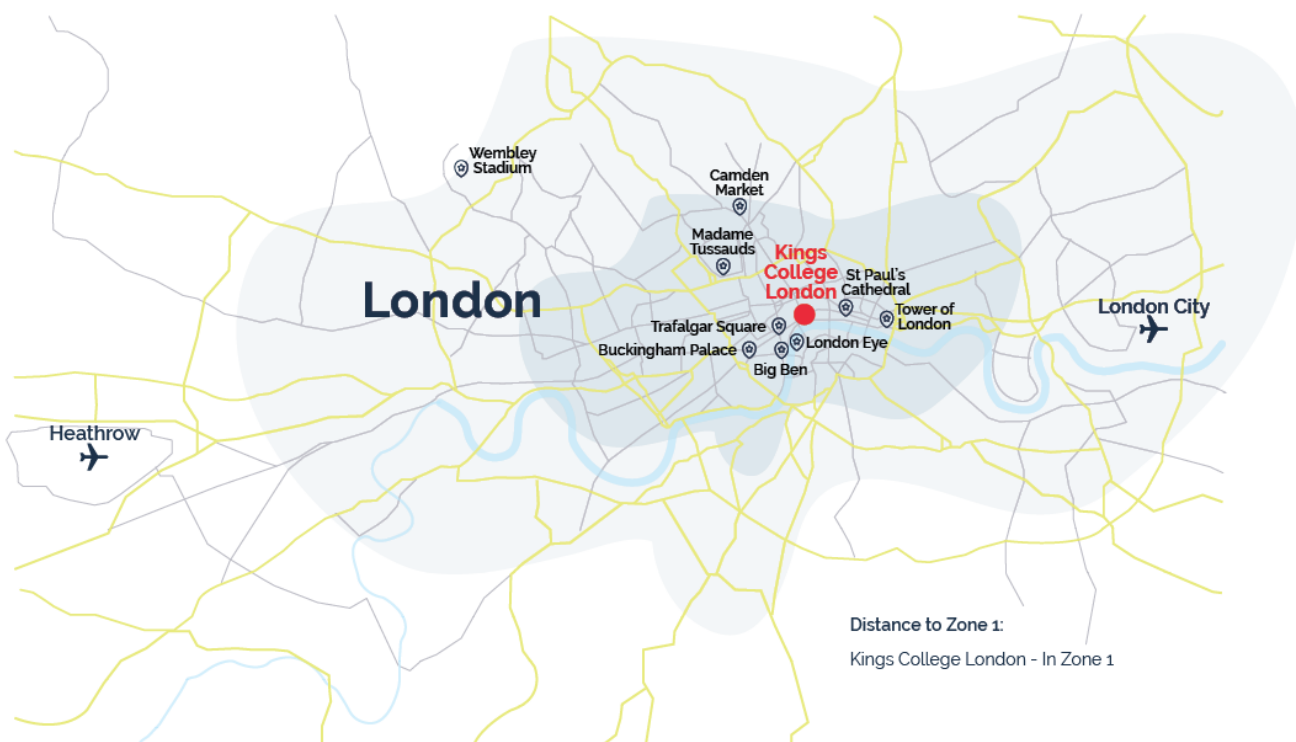 Wembley
Stadium
Camden
Market
Madame
Tussauds
Kings
College
London
St Paul's
Cathedral
London
Trafalgar Square
Tower of
London
London City
Buckingham Palace
London Eye
Big Ben
Heathrow
Distance to Zone 1:
Kings College London - In Zone 1